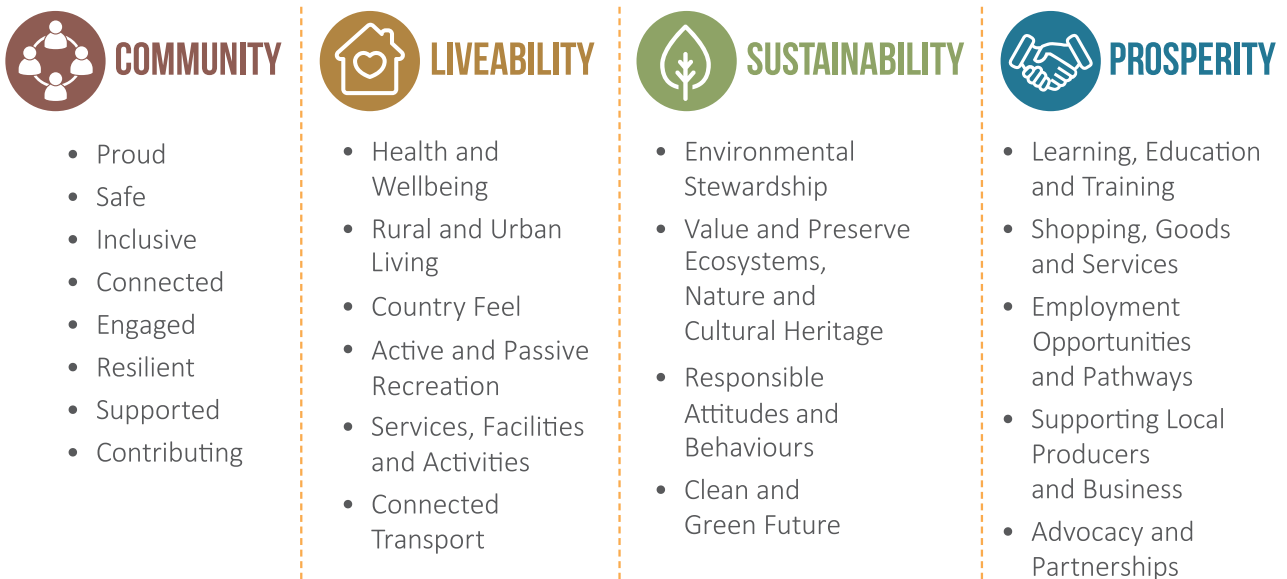 COMMUNITY
• Proud
• Safe
• Inclusive
• Connected
• Engaged
• Resilient
• Supported
• Contributing
LIVEABILITY
• Health and
Wellbeing
• Rural and Urban
Living
• Country Feel
• Active and Passive
Recreation
• Services, Facilities
and Activities
• Connected
Transport
SUSTAINABILITY
• Environmental
Stewardship
• Value and Preserve
Ecosystems,
Nature and
Cultural Heritage
• Responsible
Attitudes and
Behaviours
• Clean and
Green Future
PROSPERITY
• Learning, Education
and Training
• Shopping, Goods
and Services
• Employment
Opportunities
and Pathways
• Supporting Local
Producers
and Business
• Advocacy and
Partnerships